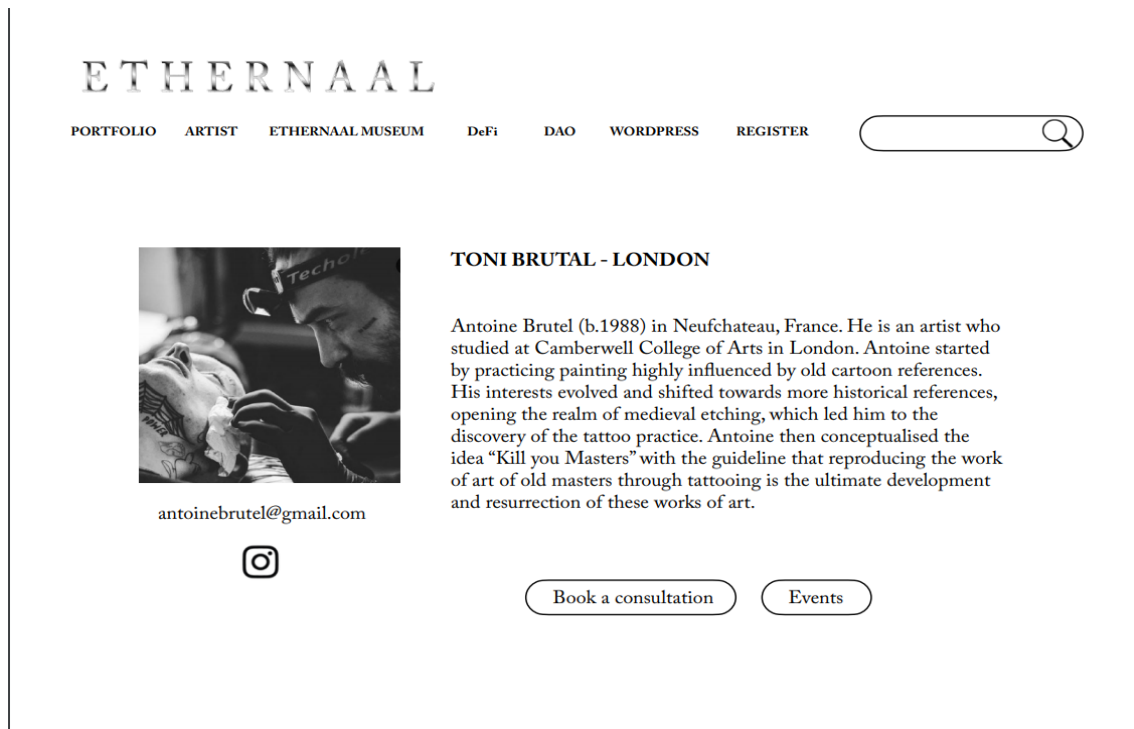 ETHERNAAL
PORTFOLIO ARTIST ETHERNAAL MUSEUM DeFi DAO WORDPRESS REGISTER
Techol
POWER
TONI BRUTAL - LONDON
Antoine Brutel (b.1988) in Neufchateau, France. He is an artist who
studied at Camberwell College of Arts in London. Antoine started
by practicing painting highly influenced by old cartoon references.
His interests evolved and shifted towards more historical references,
opening the realm of medieval etching, which led him to the
discovery of the tattoo practice. Antoine then conceptualised the
idea “Kill you Masters” with the guideline that reproducing the work
of art of old masters through tattooing is the ultimate development
and resurrection of these works of art.
antoinebrutel@gmail.com
Book a consultation Events